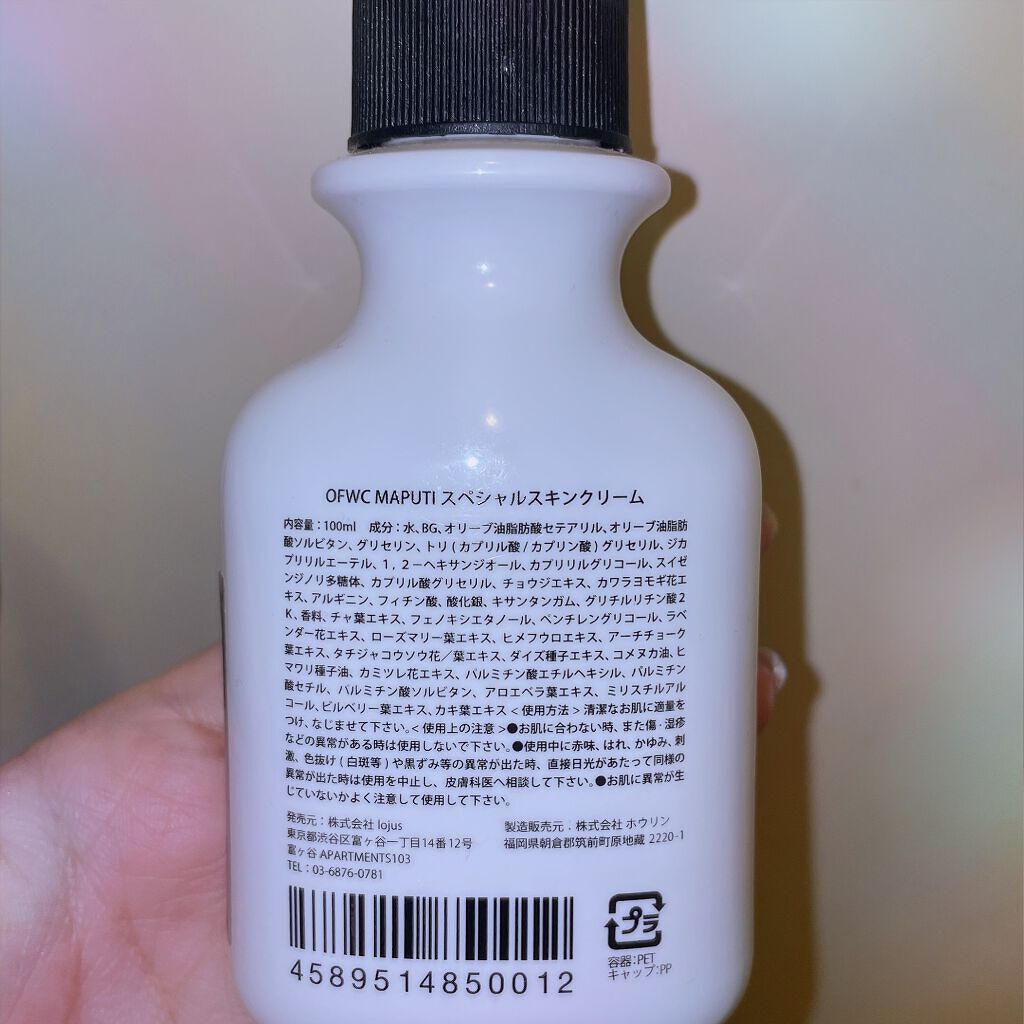 OFWC MAPUTI スペシャルスキンクリーム
内容量：100ml　成分：水、BG、オリーブ油脂肪酸セテアリル、オリーブ油脂肪
酸ソルビタン、グリセリン、トリ(カプリル酸/カプリン酸)グリセリル、ジカ
プリリルエーテル、1，2－ヘキサンジオール、カプリリルグリコール、スイゼ
ンジノリ多糖体、カプリル酸グリセリル、チョウジエキス、カワラヨモギ花エ
キス、アルギニン、フィチン酸、酸化銀、キサンタンガム、グリチルリチン酸2
K、香料、チャ葉エキス、フェノキシエタノール、ペンチレングリコール、ラベ
ンダー花エキス、ローズマリー葉エキス、ヒメフウロエキス、アーチチョーク
葉エキス、タチジャコウソウ花／葉エキス、ダイズ種子エキス、コメヌカ油、ヒ
マワリ種子油、カミツレ花エキス、パルミチン酸エチルヘキシル、パルミチン
酸セチル、パルミチン酸ソルビタン、アロエベラ葉エキス、ミリスチルアル
コール、ビルベリー葉エキス、カキ葉エキス＜使用方法＞清潔なお肌に適量を
つけ、なじませて下さい。＜使用上の注意＞●お肌に合わない時、また傷・湿疹
などの異常がある時は使用しないで下さい。●使用中に赤味、はれ、かゆみ、刺
激、色抜け(白斑等)や黒ずみ等の異常が出た時、直接日光があたって同様の
異常が出た時は使用を中止し、皮膚科医へ相談して下さい。●お肌に異常が生
じていないかよく注意して使用して下さい。
発売元：株式会社 lojus
東京都渋谷区富ヶ谷一丁目14番12号
富ヶ谷 APARTMENTS103
TEL：03-6876-0781
製造販売元：株式会社 ホウリン
福岡県朝倉郡筑前町原地蔵 2220-1
4589514850012
プラ
容器：PET
キャップ：PP